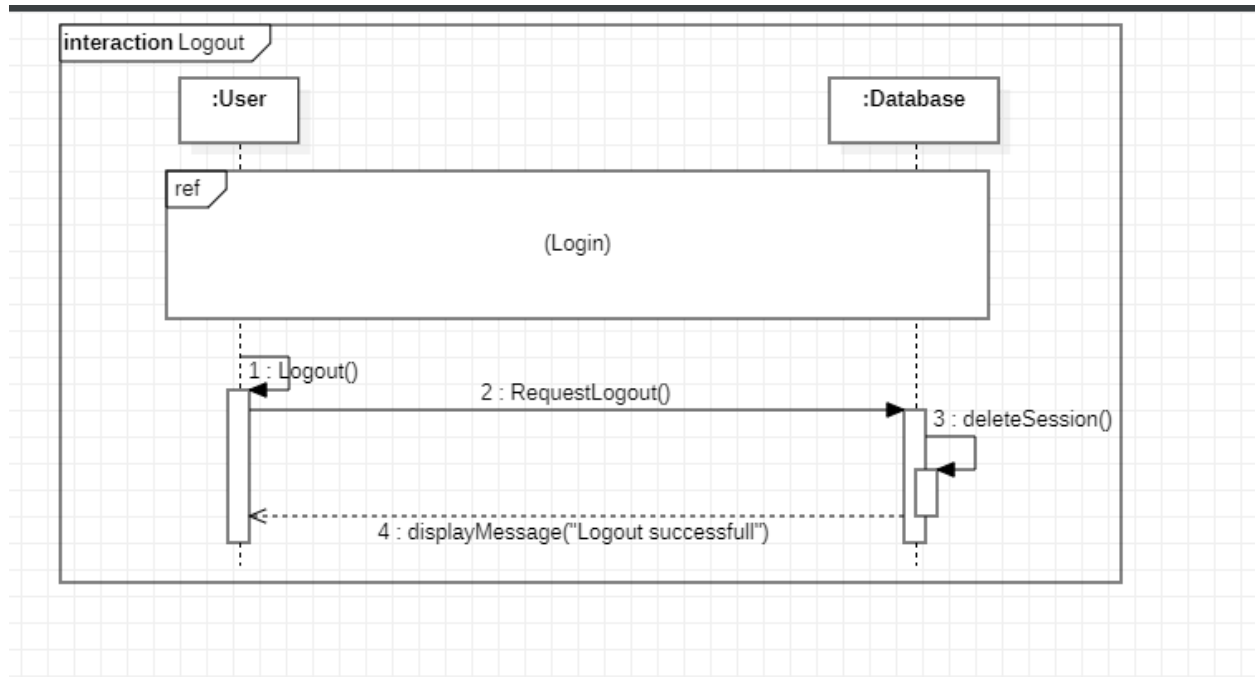 interaction Logout
:User
:Database
ref
(Login)
1 : Logout()
2 : RequestLogout()
3 : deleteSession()
4 : displayMessage("Logout successfull")